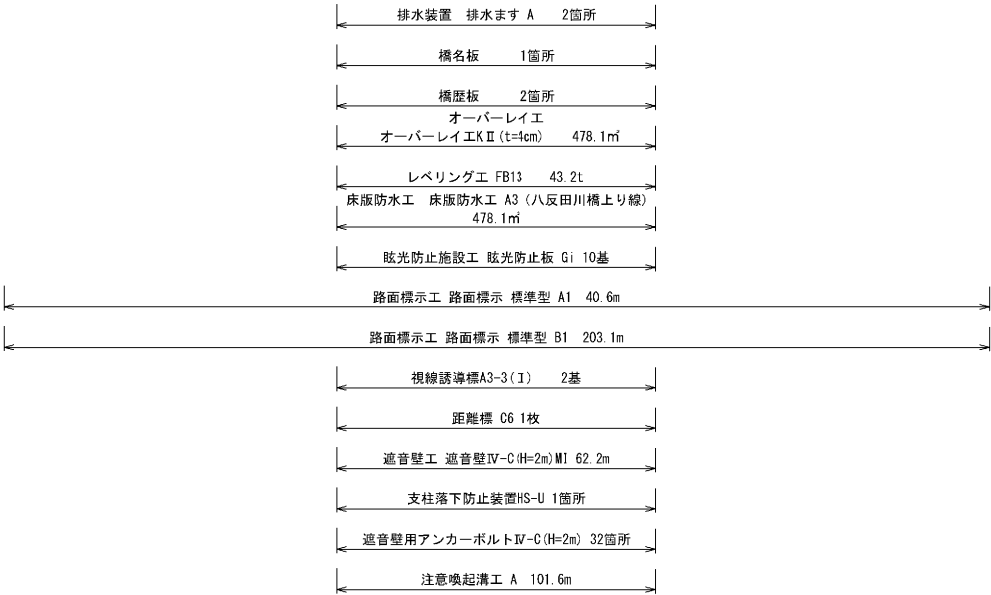 排水装置　排水ます A　　2箇所
橋名板　　　1箇所
橋歴板　　　2箇所
オーバーレイ工
オーバーレイ工KⅡ(t=4cm)　　478.1㎡
レベリング工 FB13　　43.2t
床版防水工　床版防水工 A3 (八反田川橋上り線)
478.1㎡
眩光防止施設工 眩光防止板 Gi 10基
路面標示工 路面標示 標準型 A1　40.6m
路面標示工 路面標示 標準型 B1　203.1m
視線誘導標A3-3(Ⅰ)　　2基
距離標 C6 1枚
遮音壁工 遮音壁Ⅳ-C(H=2m)MI 62.2m
支柱落下防止装置HS-U 1箇所
遮音壁用アンカーボルトⅣ-C(H=2m) 32箇所
注意喚起溝工 A　101.6m